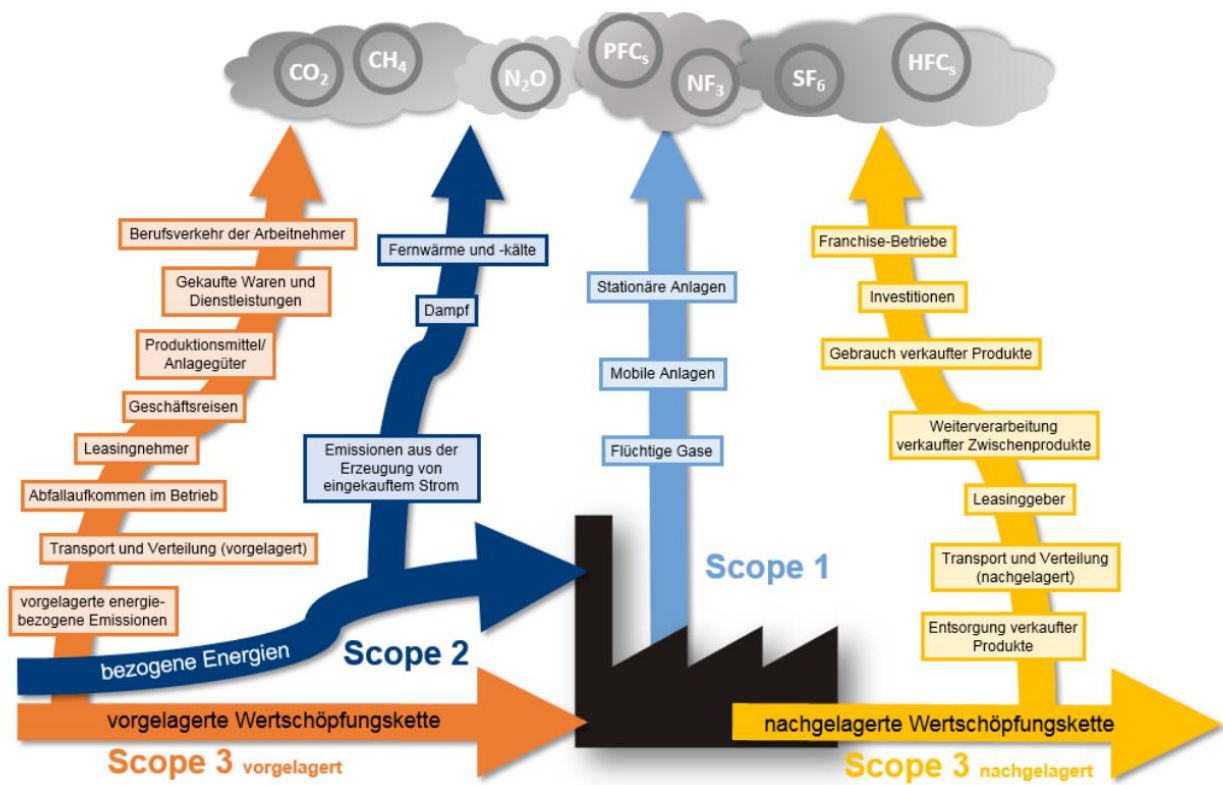 CO₂
CH₄
N₂O
PFCₛ
NF₃
SF₆
HFCₛ
Berufsverkehr der Arbeitnehmer
Gekaufte Waren und
Dienstleistungen
Produktionsmittel/
Anlagegüter
Geschäftsreisen
Leasingnehmer
Abfallaufkommen im Betrieb
Transport und Verteilung (vorgelagert)
vorgelagerte energie-
bezogene Emissionen
Fernwärme und -kälte
Dampf
Emissionen aus der
Erzeugung von
eingekauftem Strom
Stationäre Anlagen
Mobile Anlagen
Flüchtige Gase
Franchise-Betriebe
Investitionen
Gebrauch verkaufter Produkte
Weiterverarbeitung
verkaufter Zwischenprodukte
Leasinggeber
Transport und Verteilung
(nachgelagert)
Entsorgung verkaufter
Produkte
Scope 1
bezogene Energien
Scope 2
vorgelagerte Wertschöpfungskette
Scope 3 vorgelagert
nachgelagerte Wertschöpfungskette
Scope 3 nachgelagert